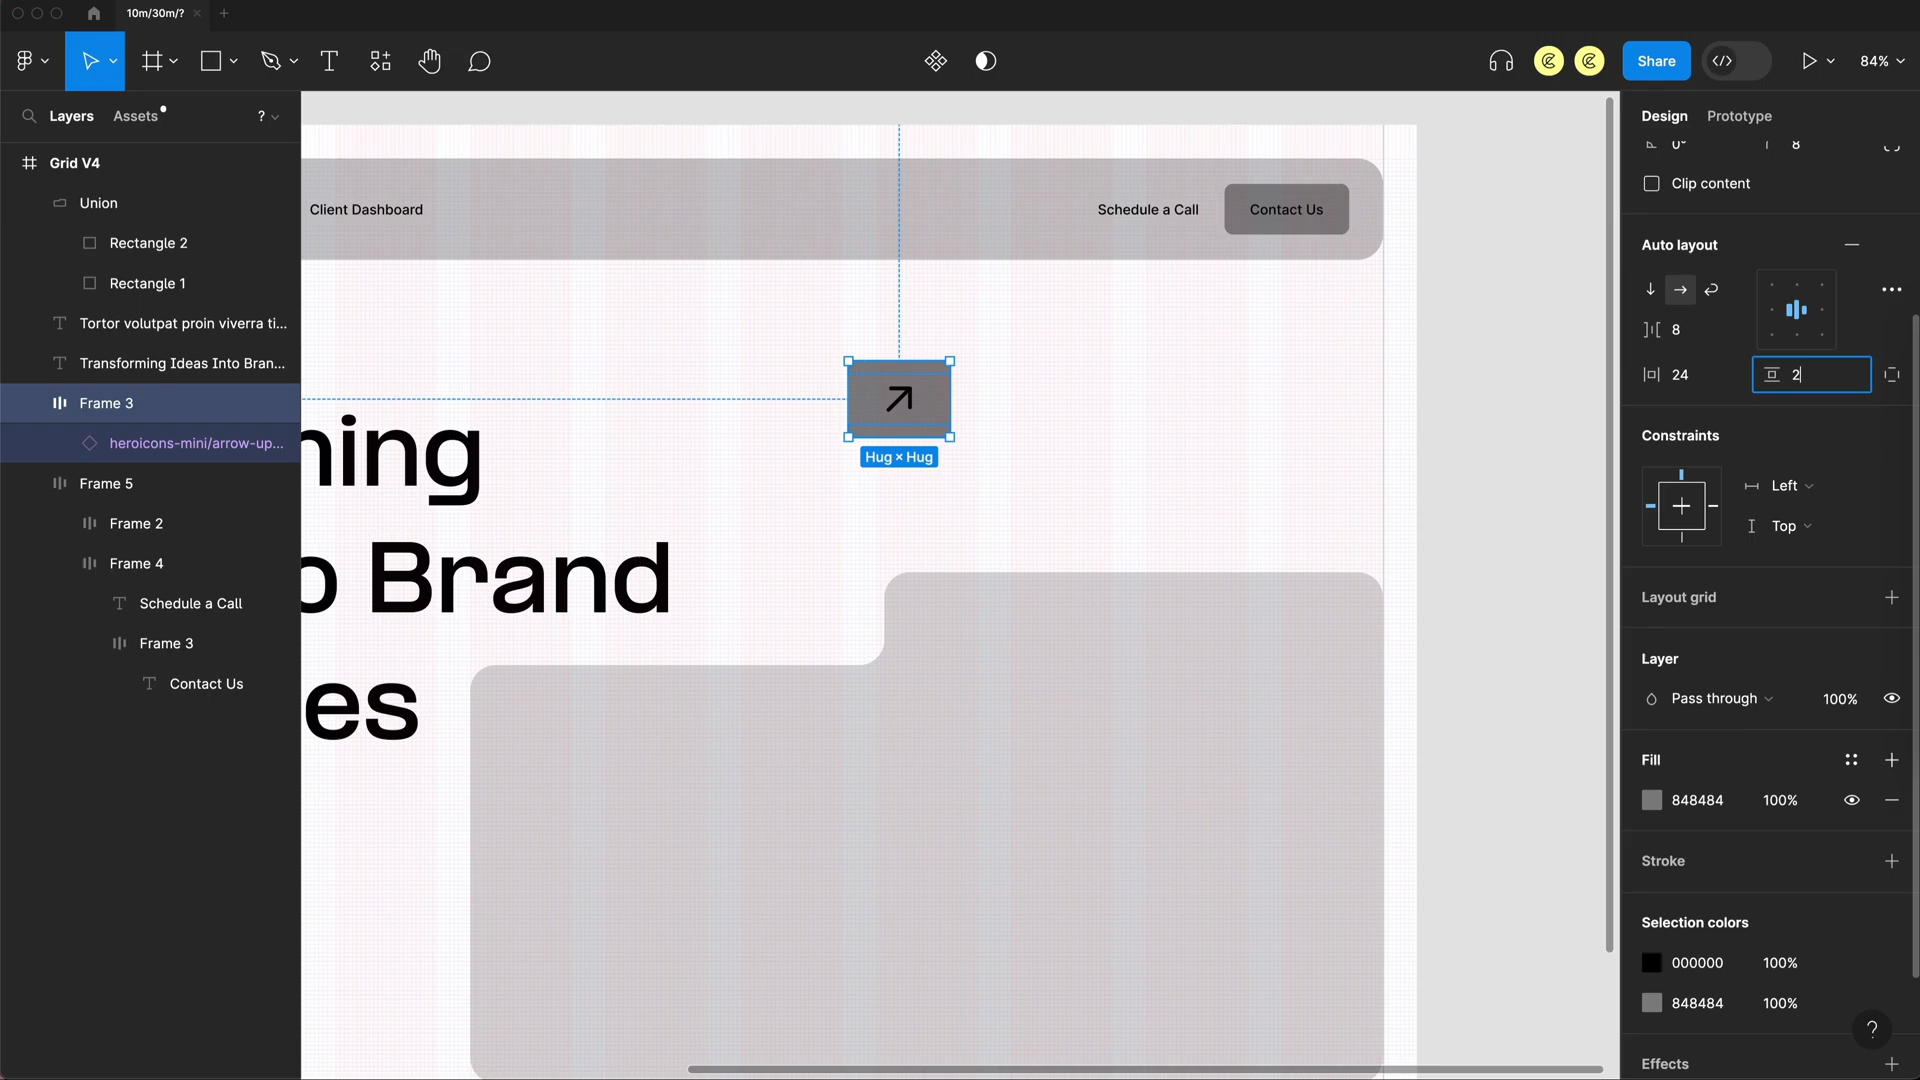 10m/30m/?
Share
84%
Layers
Assets
?
Grid V4
Union
Rectangle 2
Rectangle 1
Tortor volutpat proin viverra ti...
Transforming Ideas Into Bran...
Frame 3
heroicons-mini/arrow-up...
Frame 5
Frame 2
Frame 4
Schedule a Call
Frame 3
Contact Us
Client Dashboard
Schedule a Call
Contact Us
Hug × Hug
ning
Brand
es
Design
Prototype
0°
8
Clip content
Auto layout
8
24
2
Constraints
Left
Top
Layout grid
Layer
Pass through
100%
Fill
848484
100%
Stroke
Selection colors
000000
100%
848484
100%
Effects
?